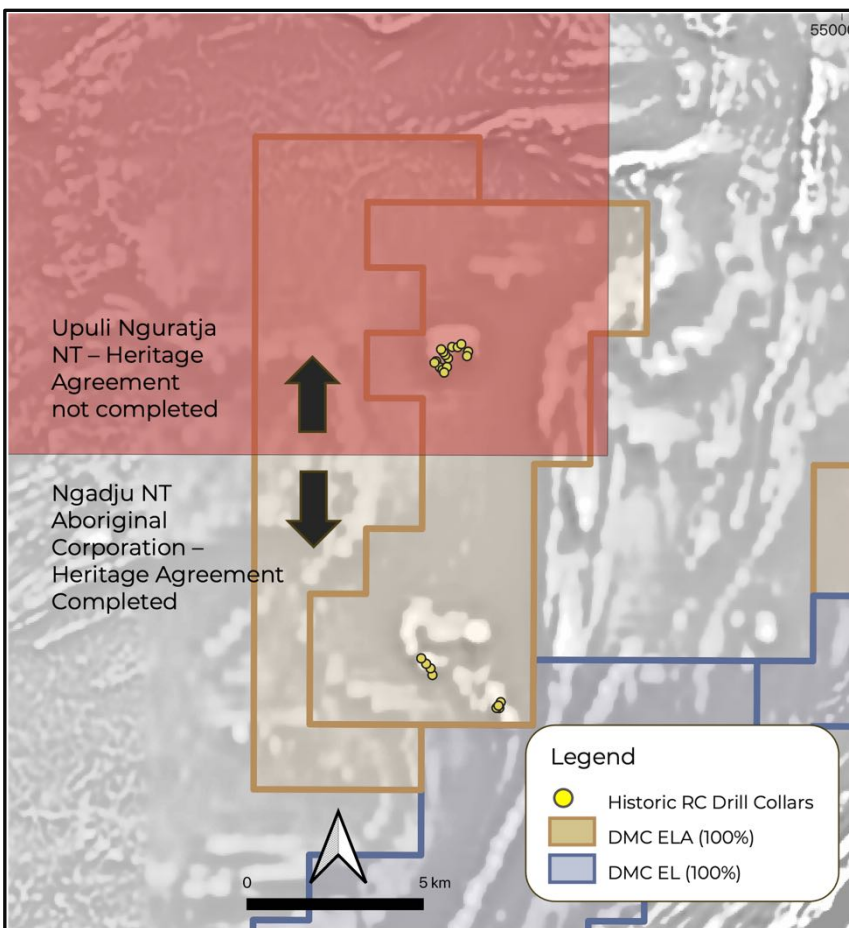 55000
Upuli Nguratja
NT – Heritage
Agreement
not completed
Ngadju NT
Aboriginal
Corporation –
Heritage Agreement
Completed
Legend
Historic RC Drill Collars
DMC ELA (100%)
DMC EL (100%)
0 5 km